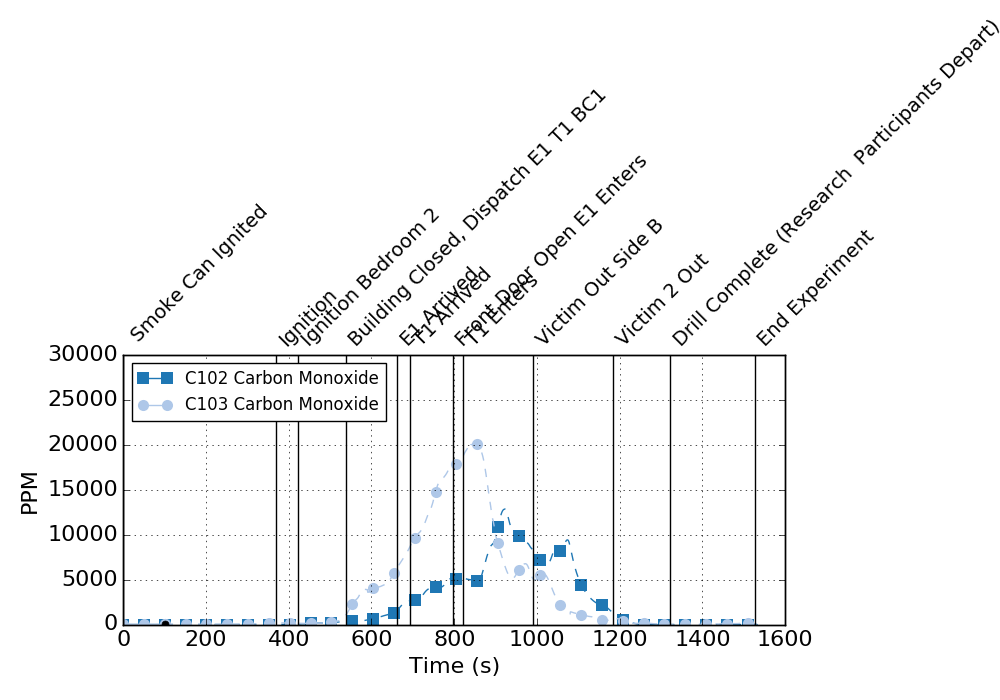 Smoke Can Ignited
Ignition
Ignition Bedroom 2
Building Closed, Dispatch E1 T1 BC1
E1 Arrived
T1 Arrived
Front Door Open E1 Enters
T1 Enters
Victim Out Side B
Victim 2 Out
Drill Complete (Research  Participants Depart)
End Experiment
30000
25000
20000
15000
10000
5000
0
PPM
C102 Carbon Monoxide
C103 Carbon Monoxide
0 200 400 600 800 1000 1200 1400 1600
Time (s)